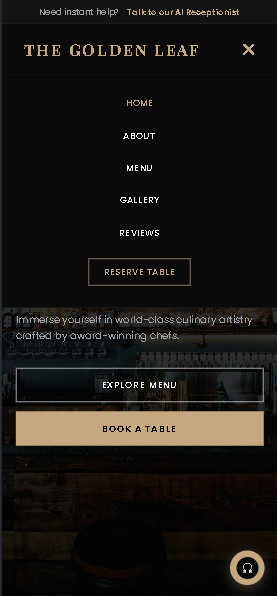 Need instant help? Talk to our AI Receptionist
THE GOLDEN LEAF
HOME
ABOUT
MENU
GALLERY
REVIEWS
RESERVE TABLE
Immerse yourself in world-class culinary artistry
crafted by award-winning chefs.
EXPLORE MENU
BOOK A TABLE